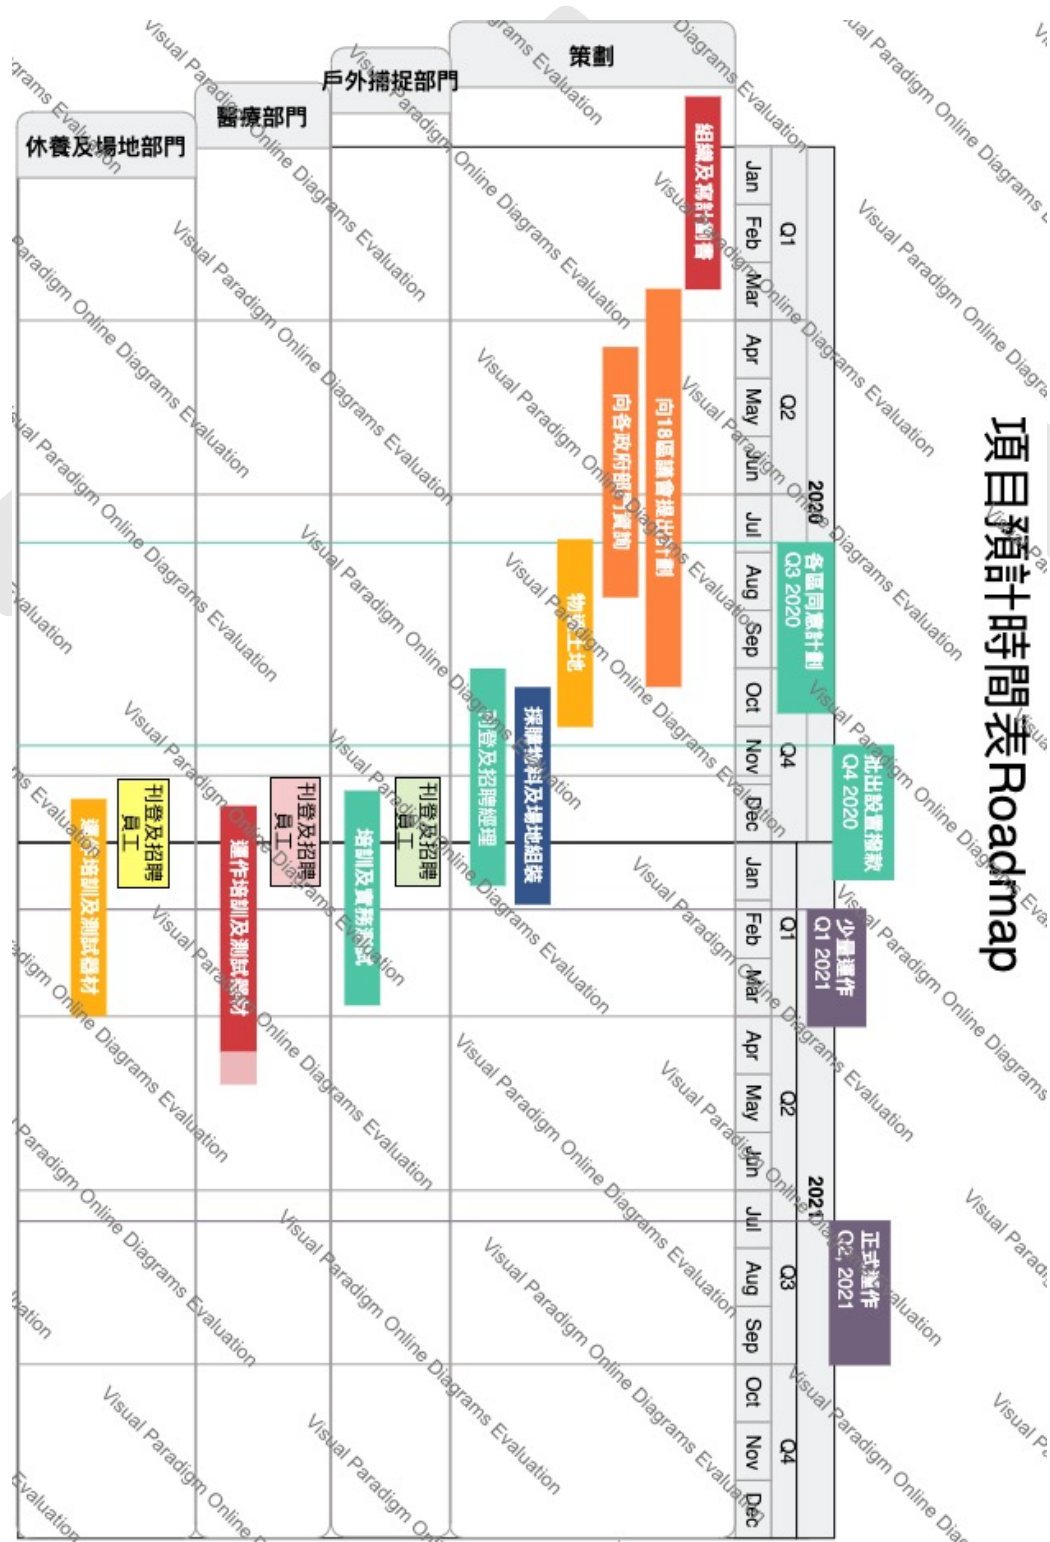 項目預計時間表Roadmap
各區同意計劃
Q3 2020
批出設置撥款
Q4 2020
少量運作
Q1 2021
正式運作
Q2, 2021
2020
2021
Q1
Q2
Q4
Q1
Q2
Q3
Q4
Jan
Feb
Mar
Apr
May
Jun
Jul
Aug
Sep
Oct
Nov
Dec
Jan
Feb
Mar
Apr
May
Jun
Jul
Aug
Sep
Oct
Nov
Dec
策劃
組織及寫計劃書
向18區議會提出計劃
向各政府部門資詢
物
土地
採購物料及場地組裝
刊登及招聘經理
戶外捕捉部門
刊登及招聘
員工
培訓及實務測試
醫療部門
刊登及招聘
員工
運作培訓及測試器材
休養及場地部門
刊登及招聘
員工
運作培訓及測試器材
Visual Paradigm Online Diagrams Evaluation